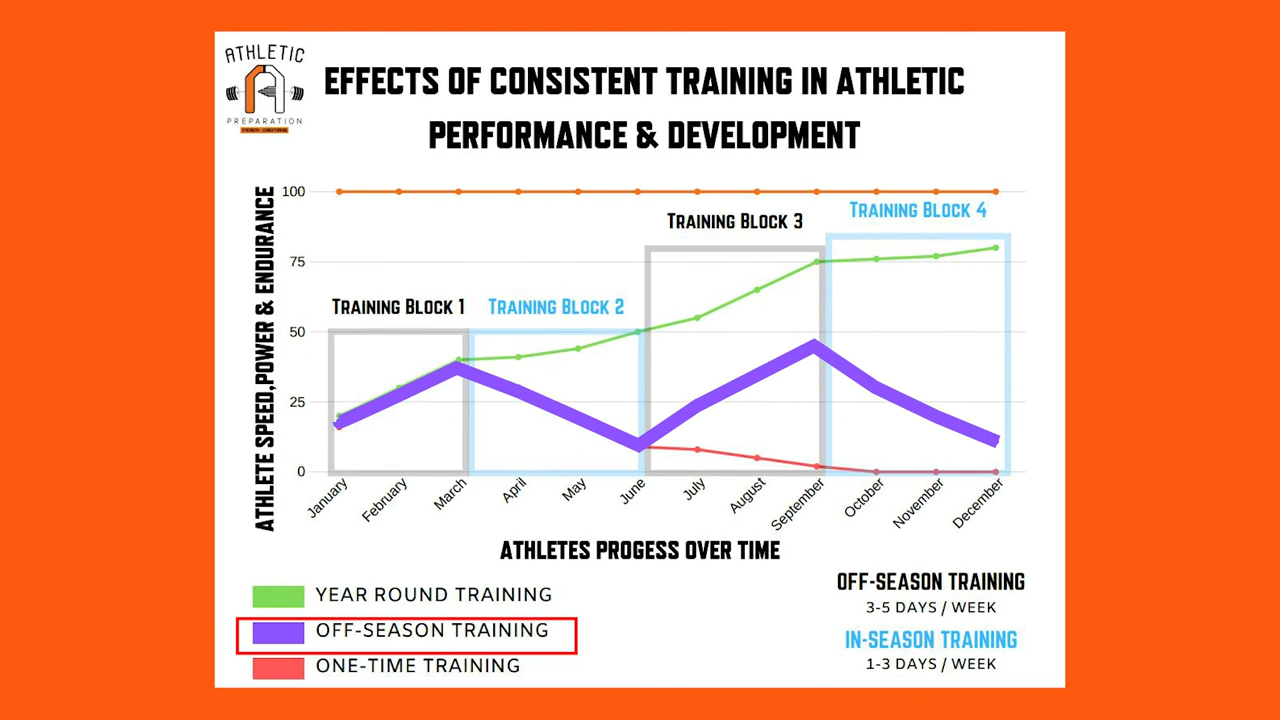 ATHLETIC
PREPARATION
STRENGTH + CONDITIONING
EFFECTS OF CONSISTENT TRAINING IN ATHLETIC
PERFORMANCE & DEVELOPMENT
ATHLETE SPEED,POWER & ENDURANCE
100
75
50
25
0
Training Block 1
Training Block 2
Training Block 3
Training Block 4
January
February
March
April
May
June
July
August
September
October
November
December
ATHLETES PROGESS OVER TIME
YEAR ROUND TRAINING
OFF-SEASON TRAINING
ONE-TIME TRAINING
OFF-SEASON TRAINING
3-5 DAYS / WEEK
IN-SEASON TRAINING
1-3 DAYS / WEEK